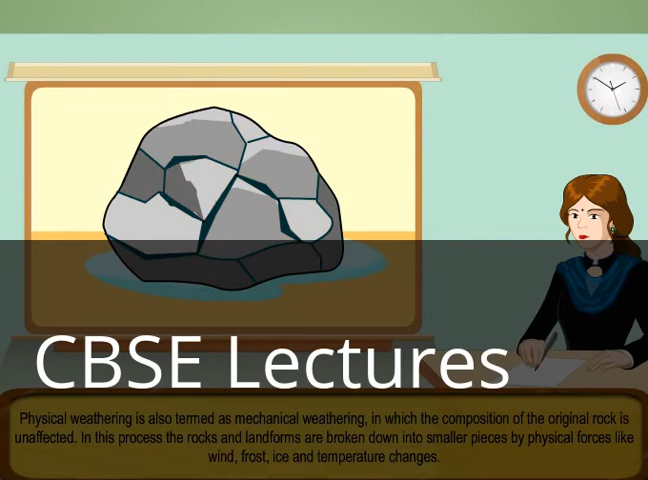 CBSE Lectures
Physical weathering is also termed as mechanical weathering, in which the composition of the original rock is
unaffected. In this process the rocks and landforms are broken down into smaller pieces by physical forces like
wind, frost, ice and temperature changes.